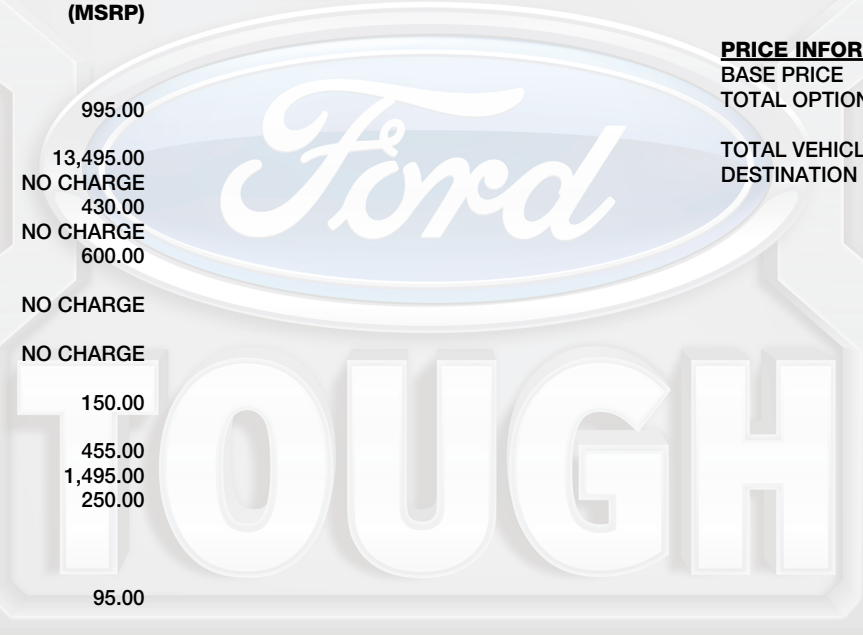 (MSRP)
995.00
13,495.00
NO CHARGE
430.00
NO CHARGE
600.00
NO CHARGE
NO CHARGE
150.00
455.00
1,495.00
250.00
95.00
PRICE INFOR
BASE PRICE
TOTAL OPTION
TOTAL VEHICL
DESTINATION
Ford
TOUGH